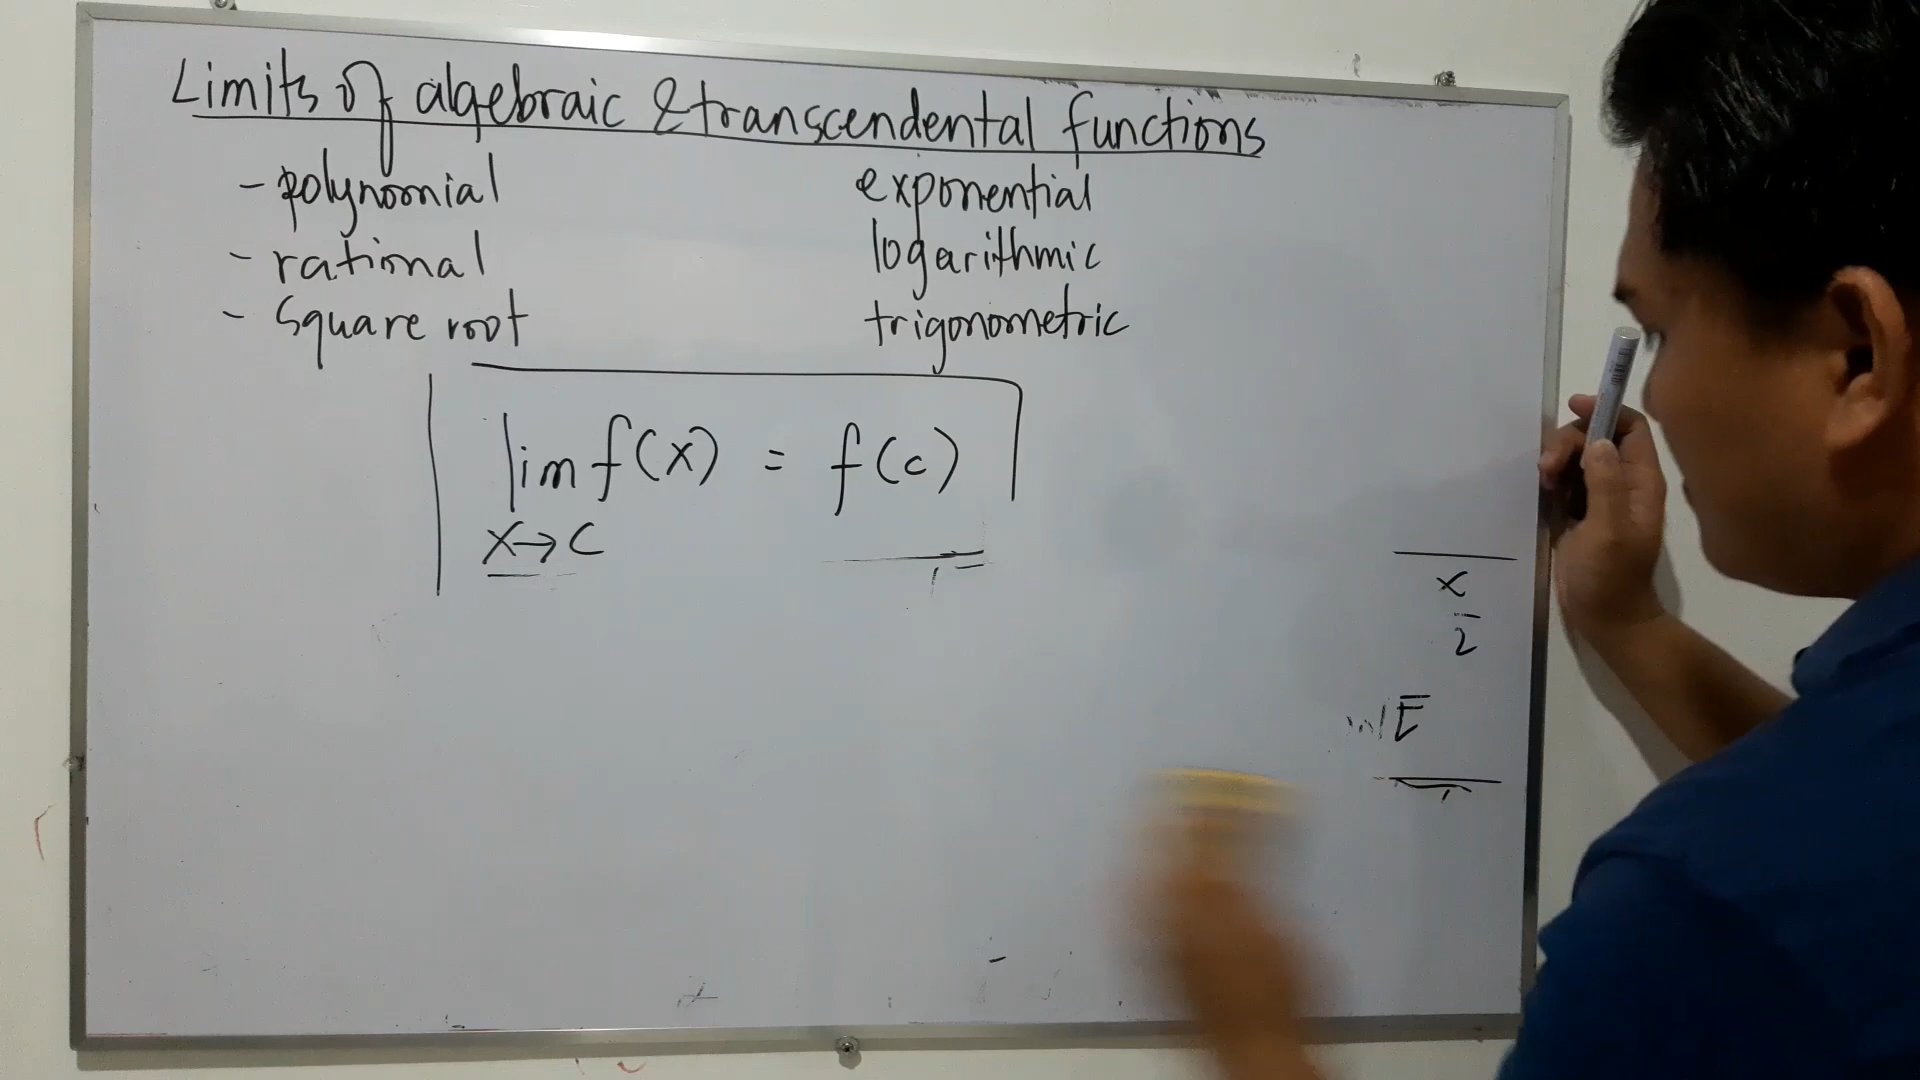 Limits of algebraic & transcendental functions
- polynomial exponential
- rational logarithmic
- square root trigonometric
lim f(x) = f(c)
x→c
x
2